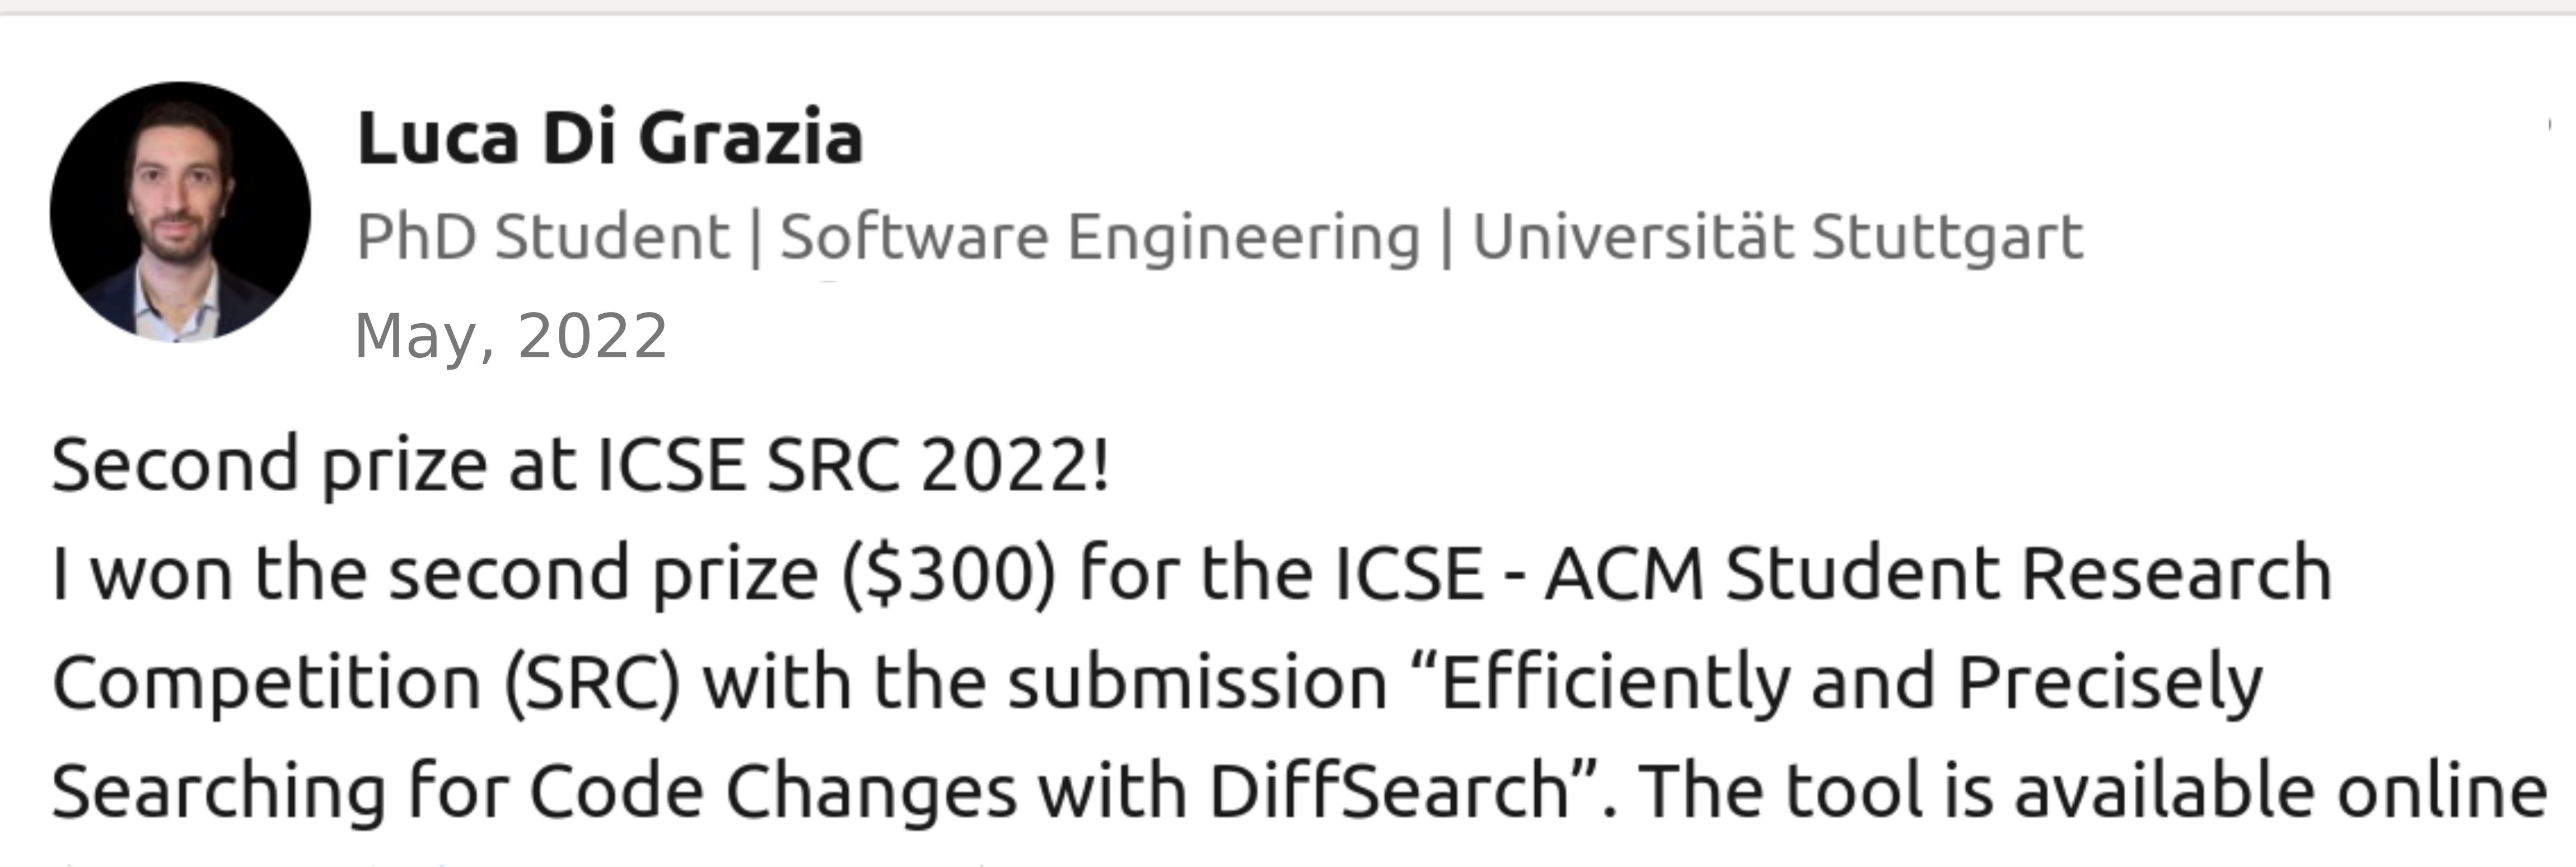 Luca Di Grazia
PhD Student | Software Engineering | Universität Stuttgart
May, 2022
Second prize at ICSE SRC 2022!
I won the second prize ($300) for the ICSE - ACM Student Research
Competition (SRC) with the submission “Efficiently and Precisely
Searching for Code Changes with DiffSearch”. The tool is available online